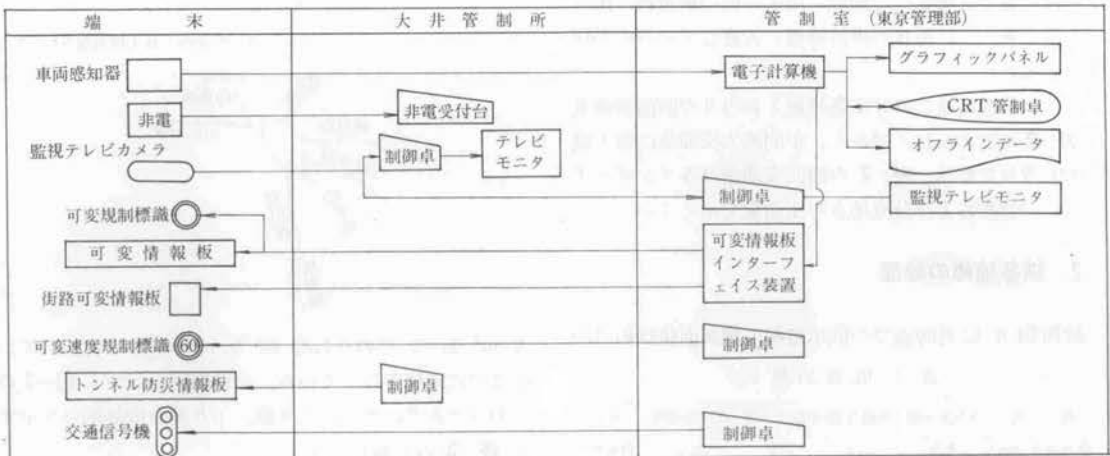 端末
大井管制所
管制室(東京管理部)
車両感知器
電子計算機
グラフィックパネル
非電
非電受付台
CRT 管制卓
監視テレビカメラ
制御卓
テレビ
モニタ
オフラインデータ
制御卓
監視テレビモニタ
可変規制標識
可変情報板
可変情報板
インターフ
ェイス装置
街路可変情報板
可変速度規制標識
60
制御卓
トンネル防災情報板
制御卓
交通信号機
制御卓